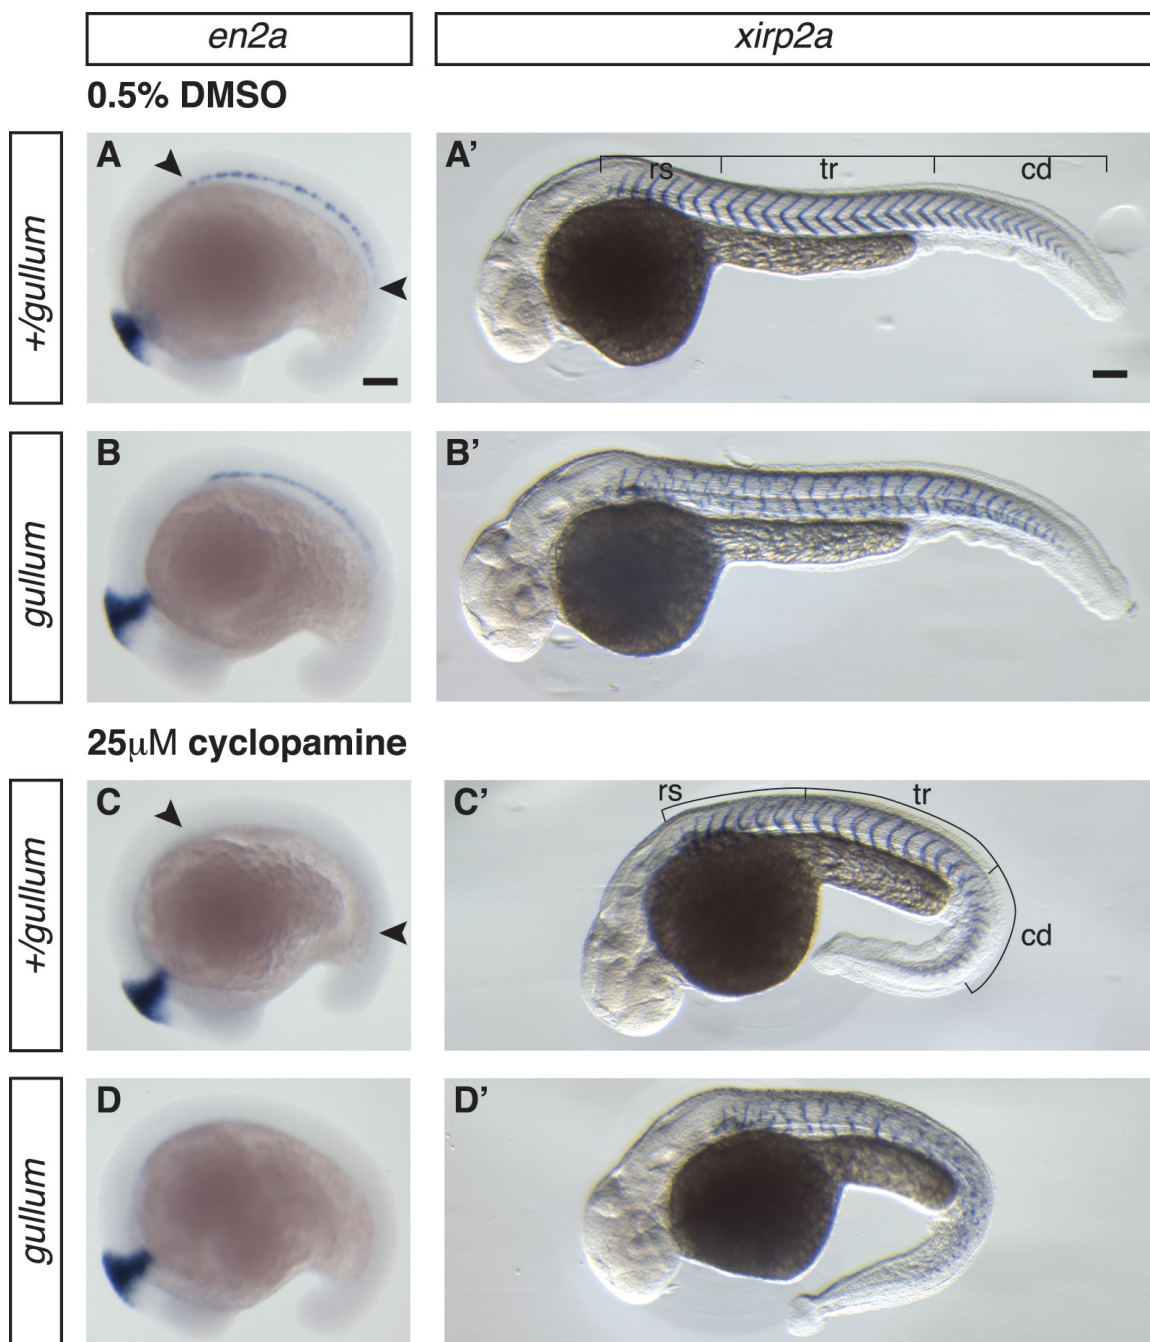 en2a
xirp2a
0.5% DMSO
+/gullum
A
A’
rs
tr
cd
gullum
B
B’
25μM cyclopamine
+/gullum
C
C’
rs
tr
cd
gullum
D
D’